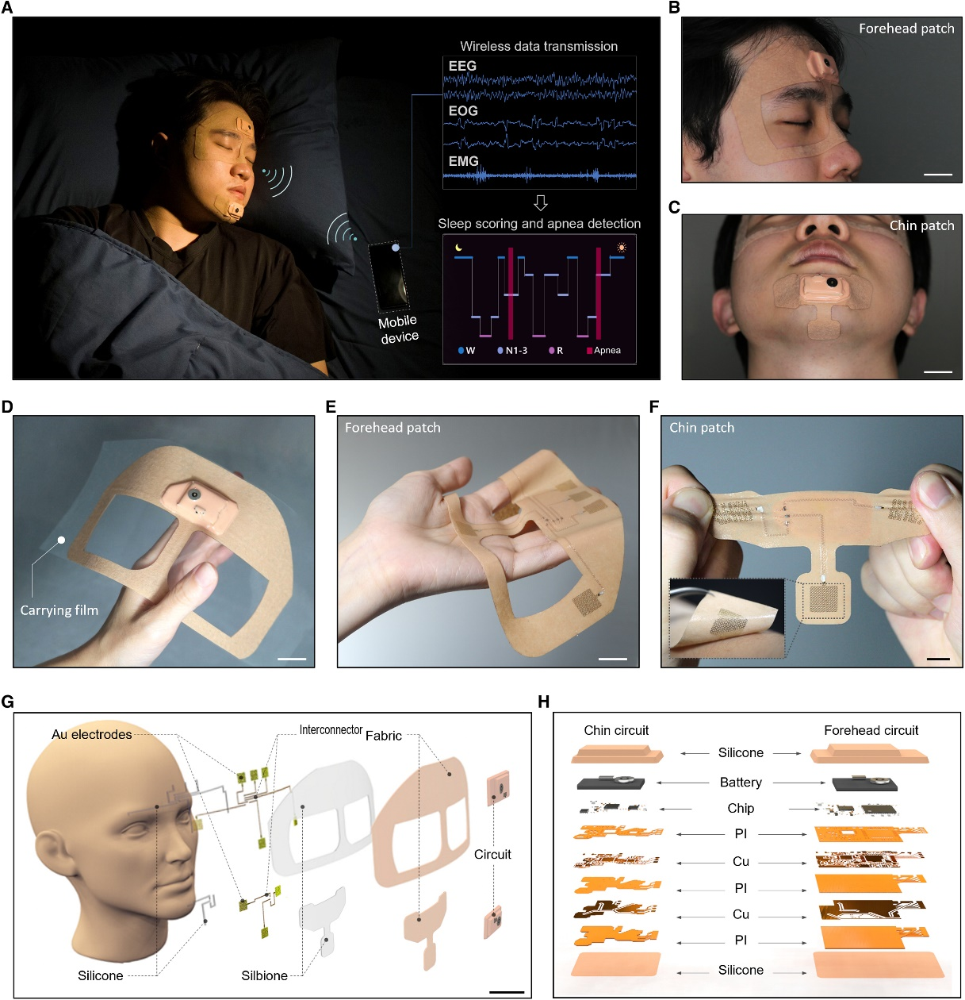 A
Wireless data transmission
EEG
EOG
EMG
Sleep scoring and apnea detection
W N1-3 R Apnea
Mobile
device
B
Forehead patch
C
Chin patch
D
Carrying film
E
Forehead patch
F
Chin patch
G
Au electrodes
Interconnector
Fabric
Circuit
Silicone
Silbione
H
Chin circuit
Forehead circuit
Silicone
Battery
Chip
PI
Cu
PI
Cu
PI
Silicone